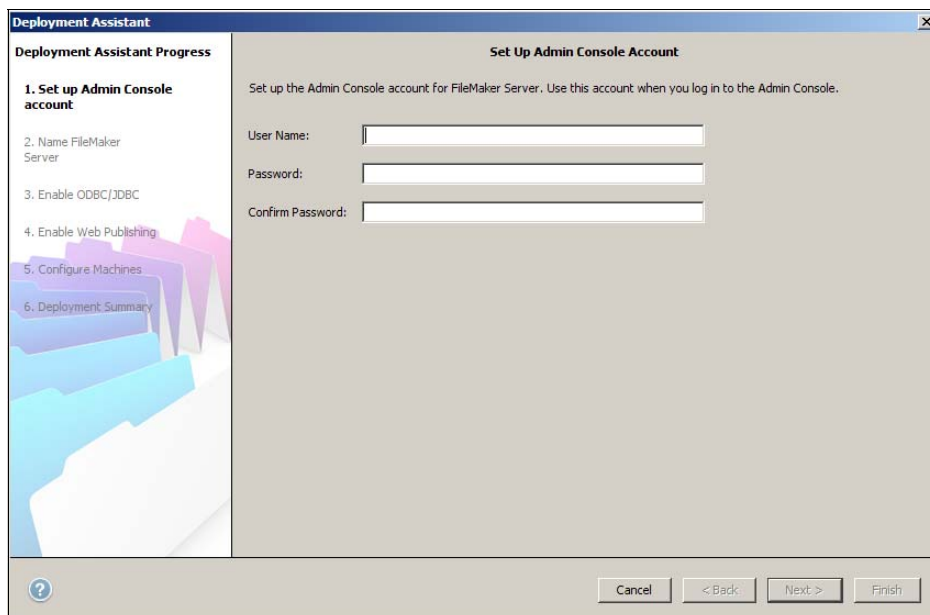 Deployment Assistant
Deployment Assistant Progress
1. Set up Admin Console
account
2. Name FileMaker
Server
3. Enable ODBC/JDBC
4. Enable Web Publishing
5. Configure Machines
6. Deployment Summary
Set Up Admin Console Account
Set up the Admin Console account for FileMaker Server. Use this account when you log in to the Admin Console.
User Name:
Password:
Confirm Password:
?
Cancel
< Back
Next >
Finish